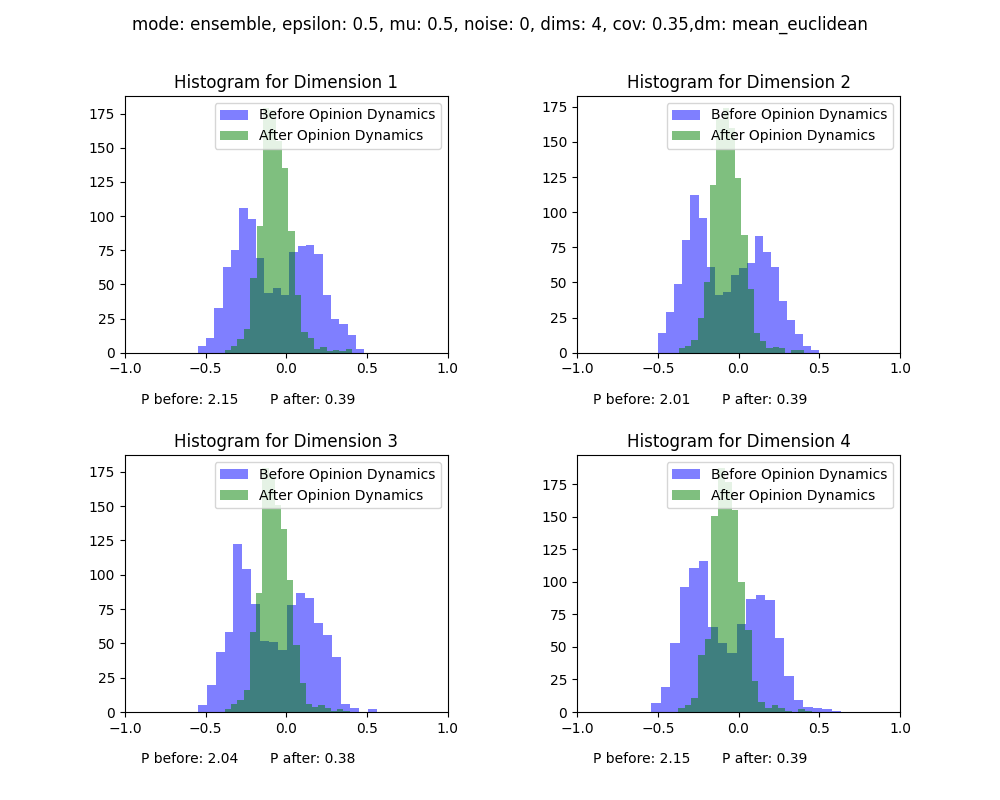 mode: ensemble, epsilon: 0.5, mu: 0.5, noise: 0, dims: 4, cov: 0.35,dm: mean_euclidean
Histogram for Dimension 1
Before Opinion Dynamics
After Opinion Dynamics
175
150
125
100
75
50
25
0
−1.0 −0.5 0.0 0.5 1.0
P before: 2.15 P after: 0.39
Histogram for Dimension 2
Before Opinion Dynamics
After Opinion Dynamics
175
150
125
100
75
50
25
0
−1.0 −0.5 0.0 0.5 1.0
P before: 2.01 P after: 0.39
Histogram for Dimension 3
Before Opinion Dynamics
After Opinion Dynamics
175
150
125
100
75
50
25
0
−1.0 −0.5 0.0 0.5 1.0
P before: 2.04 P after: 0.38
Histogram for Dimension 4
Before Opinion Dynamics
After Opinion Dynamics
175
150
125
100
75
50
25
0
−1.0 −0.5 0.0 0.5 1.0
P before: 2.15 P after: 0.39